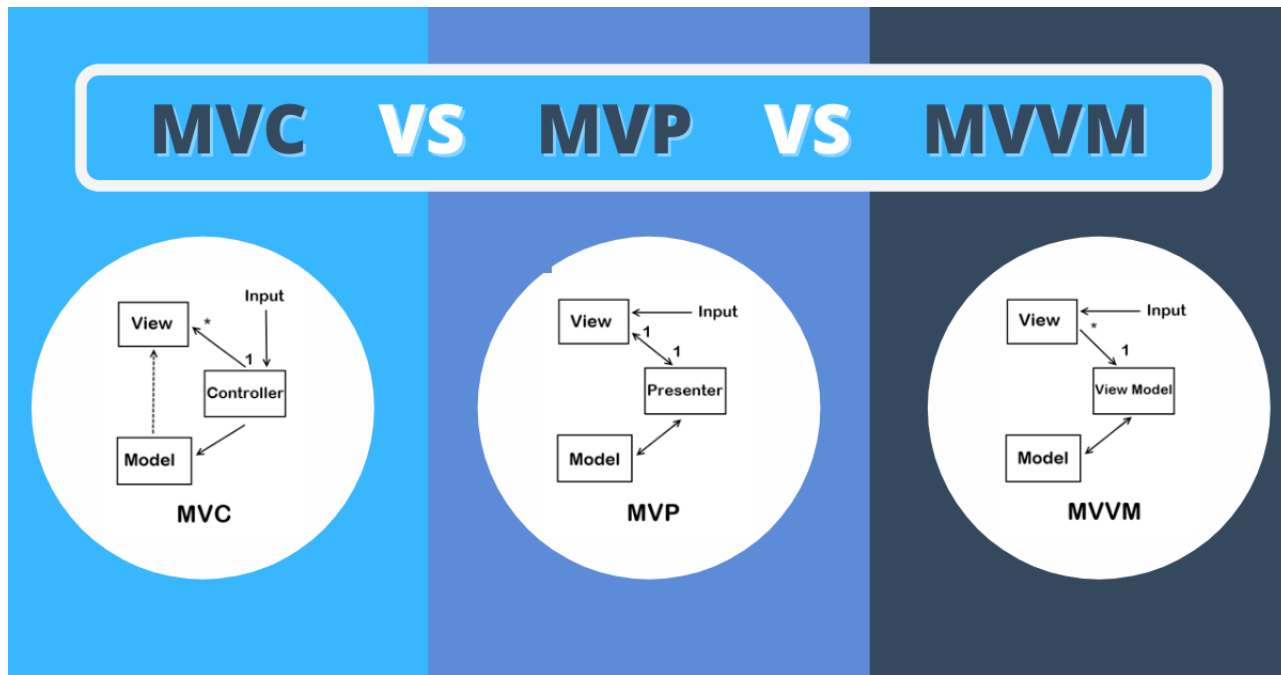 MVC VS MVP VS MVVM
Input
View
*
1
Controller
Model
MVC
View
Input
1
1
Presenter
Model
MVP
View
Input
*
1
View Model
Model
MVVM